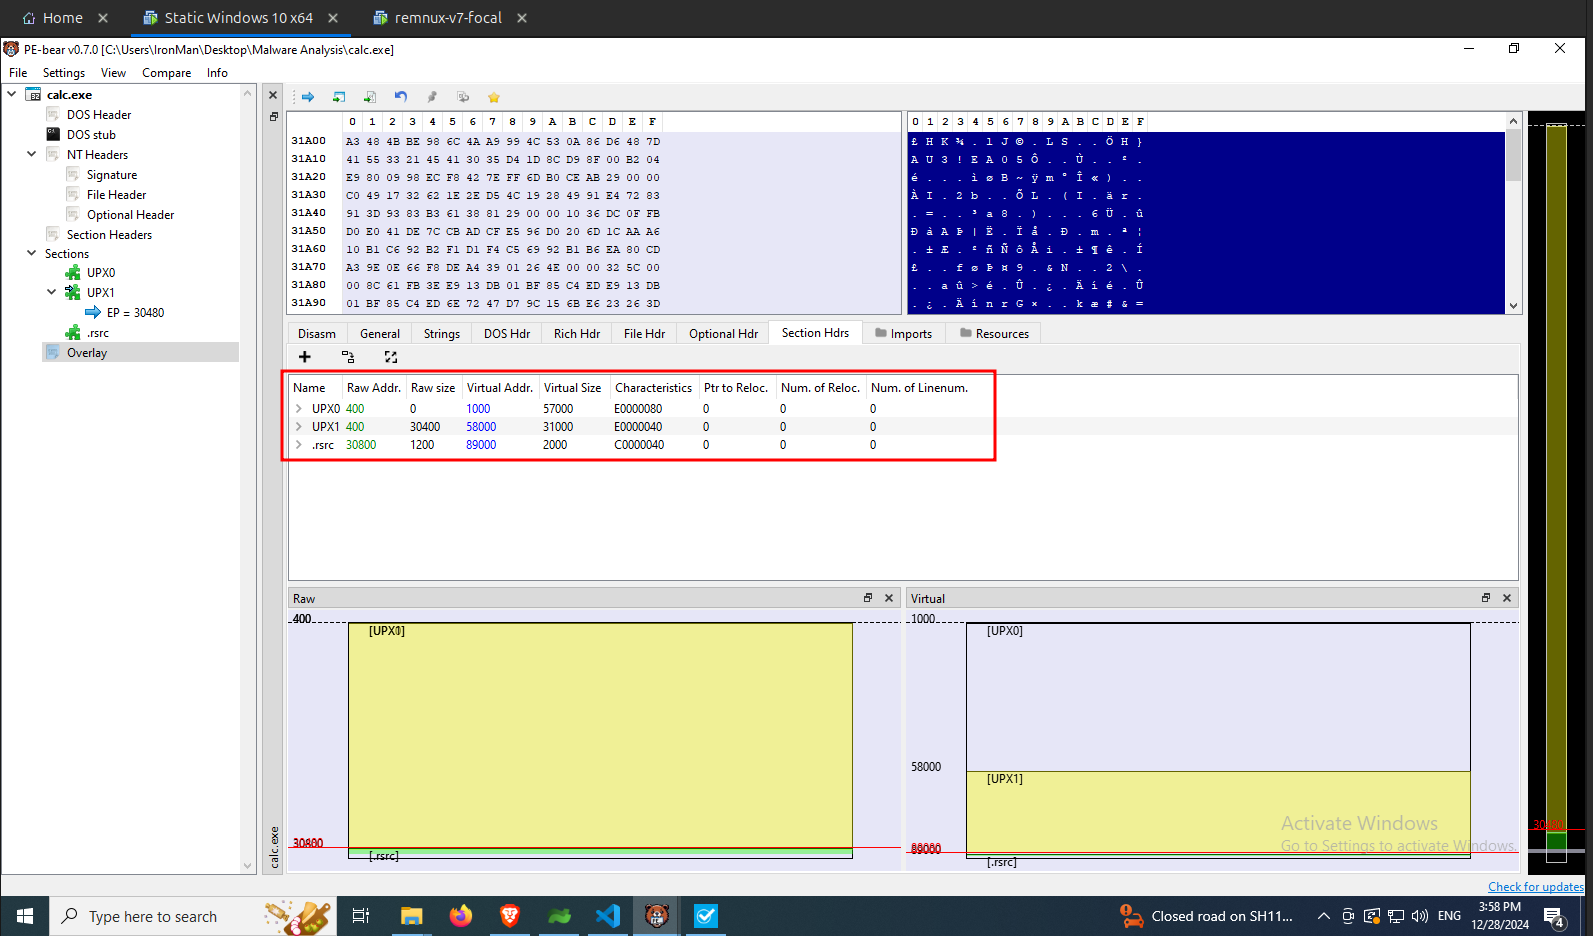 Home
Static Windows 10 x64
remnux-v7-focal
PE-bear v0.7.0 [C:\Users\IronMan\Desktop\Malware Analysis\calc.exe]
File Settings View Compare Info
calc.exe
DOS Header
DOS stub
NT Headers
Signature
File Header
Optional Header
Section Headers
Sections
UPX0
UPX1
EP = 30480
.rsrc
Overlay
calc.exe
0 1 2 3 4 5 6 7 8 9 A B C D E F
31A00 A3 48 4B BE 98 6C 4A A9 99 4C 53 0A 86 D6 48 7D
31A10 41 55 33 21 45 41 30 35 D4 1D 8C D9 8F 00 B2 04
31A20 E9 80 09 98 EC F8 42 7E FF 6D B0 CE AB 29 00 00
31A30 C0 49 17 32 62 1E 2E D5 4C 19 28 49 91 E4 72 83
31A40 91 3D 93 83 B3 61 38 81 29 00 00 10 36 DC 0F FB
31A50 D0 E0 41 DE 7C CB AD CF E5 96 D0 20 6D 1C AA A6
31A60 10 B1 C6 92 B2 F1 D1 F4 C5 69 92 B1 B6 EA 80 CD
31A70 A3 9E 0E 66 F8 DE A4 39 01 26 4E 00 00 32 5C 00
31A80 00 8C 61 FB 3E E9 13 DB 01 BF 85 C4 ED E9 13 DB
31A90 01 BF 85 C4 ED 6E 72 47 D7 9C 15 6B E6 23 26 3D
0 1 2 3 4 5 6 7 8 9 A B C D E F
£ H K ¾ . l J © . L S . . Ö H }
A U 3 ! E A 0 5 Ô . . Ù . . ² .
é . . . ì ø B ~ ÿ m ° Î « ) . .
À I . 2 b . . Õ L . ( I . ä r .
. = . . ³ a 8 . ) . . . 6 Ü . û
Ð à A Þ | Ë . Ï å . Ð . m . ª ¦
. ± Æ . ² ñ Ñ ô Å i . ± ¶ ê . Í
£ . . f ø Þ ¤ 9 . & N . . 2 \ .
. . a û > é . Û . ¿ . Ä í é . Û
. ¿ . Ä í n r G × . . k æ # & =
Disasm General Strings DOS Hdr Rich Hdr File Hdr Optional Hdr Section Hdrs Imports Resources
Name Raw Addr. Raw size Virtual Addr. Virtual Size Characteristics Ptr to Reloc. Num. of Reloc. Num. of Linenum.
UPX0 400 0 1000 57000 E0000080 0 0 0
UPX1 400 30400 58000 31000 E0000040 0 0 0
.rsrc 30800 1200 89000 2000 C0000040 0 0 0
Raw
400
[.rsrc]
Virtual
1000
[UPX0]
58000
[UPX1]
89000
[.rsrc]
30480
Activate Windows
Go to Settings to activate Windows.
Check for updates
Type here to search
Closed road on SH11...
ENG
3:58 PM
12/28/2024
4